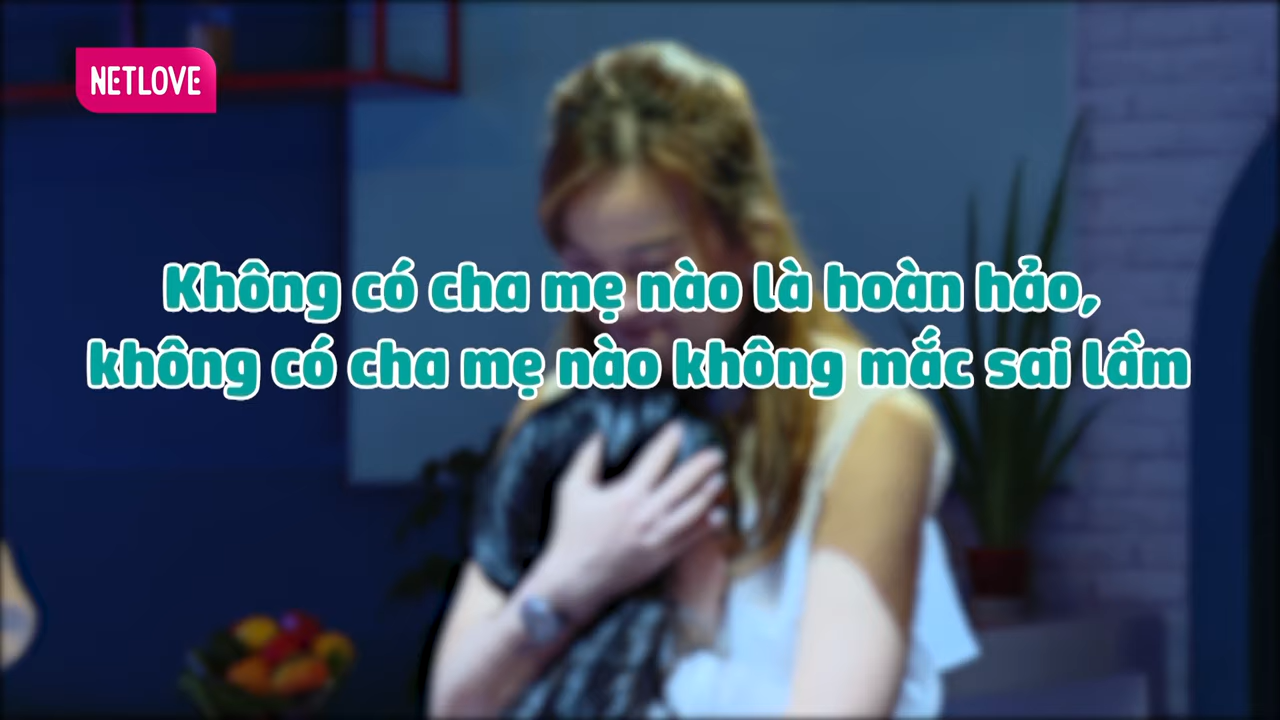 NETLOVE
Không có cha mẹ nào là hoàn hảo,
không có cha mẹ nào không mắc sai lầm